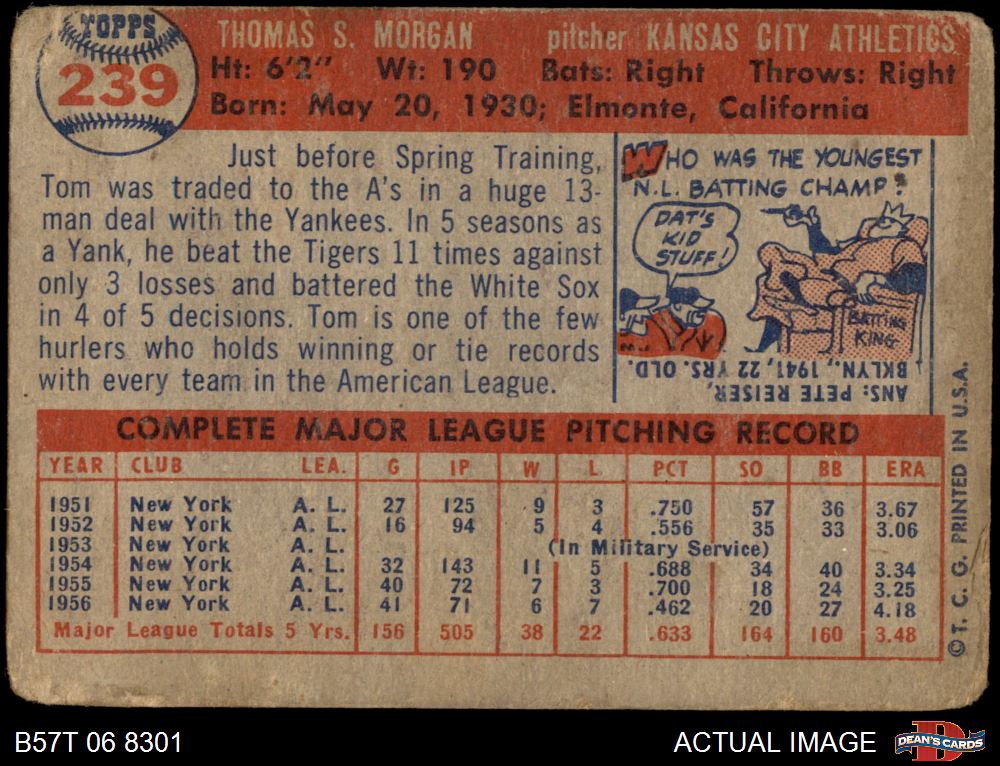 TOPPS
239
THOMAS S. MORGAN pitcher KANSAS CITY ATHLETICS
Ht: 6'2" Wt: 190 Bats: Right Throws: Right
Born: May 20, 1930; Elmonte, California
Just before Spring Training,
Tom was traded to the A's in a huge 13-
man deal with the Yankees. In 5 seasons as
a Yank, he beat the Tigers 11 times against
only 3 losses and battered the White Sox
in 4 of 5 decisions. Tom is one of the few
hurlers who holds winning or tie records
with every team in the American League.
WHO WAS THE YOUNGEST
N.L. BATTING CHAMP?
DAT'S
KID
STUFF!
BATTING
KING
ANS: PETE REISER,
BKLYN., 1941, 22 YRS. OLD.
COMPLETE MAJOR LEAGUE PITCHING RECORD
YEAR CLUB LEA. G IP W L PCT SO BB ERA
1951 New York A. L. 27 125 9 3 .750 57 36 3.67
1952 New York A. L. 16 94 5 4 .556 35 33 3.06
1953 New York A. L. (In Military Service)
1954 New York A. L. 32 143 11 5 .688 34 40 3.34
1955 New York A. L. 40 72 7 3 .700 18 24 3.25
1956 New York A. L. 41 71 6 7 .462 20 27 4.18
Major League Totals 5 Yrs. 156 505 38 22 .633 164 160 3.48
©T. C. G. PRINTED IN U.S.A.
B57T 06 8301 ACTUAL IMAGE DEAN'S CARDS